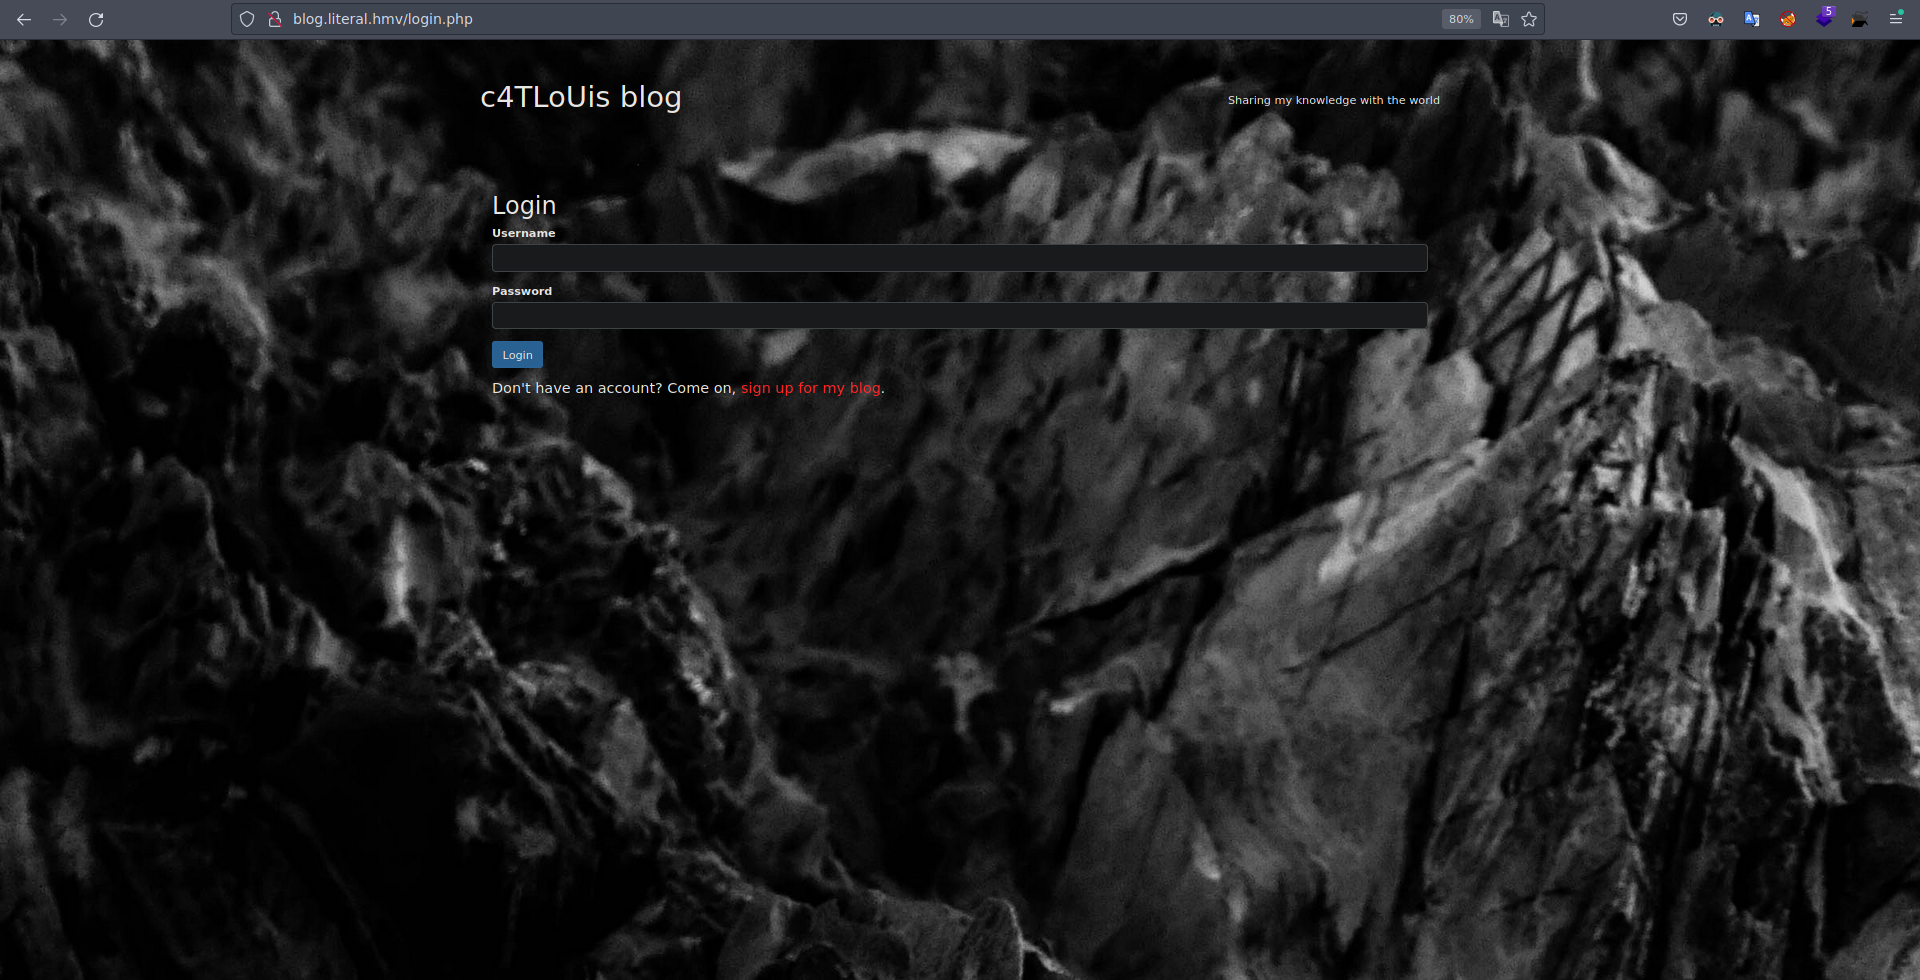 blog.literal.hmv/login.php
80%
5
c4TLoUis blog
Sharing my knowledge with the world
Login
Username
Password
Login
Don't have an account? Come on, sign up for my blog.